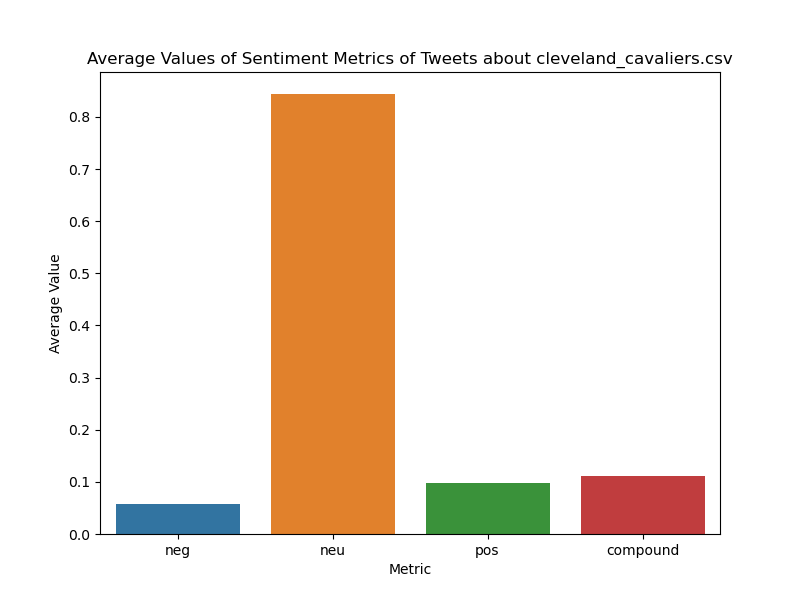 Average Values of Sentiment Metrics of Tweets about cleveland_cavaliers.csv
0.8
0.7
0.6
0.5
0.4
0.3
0.2
0.1
0.0
Average Value
neg neu pos compound
Metric